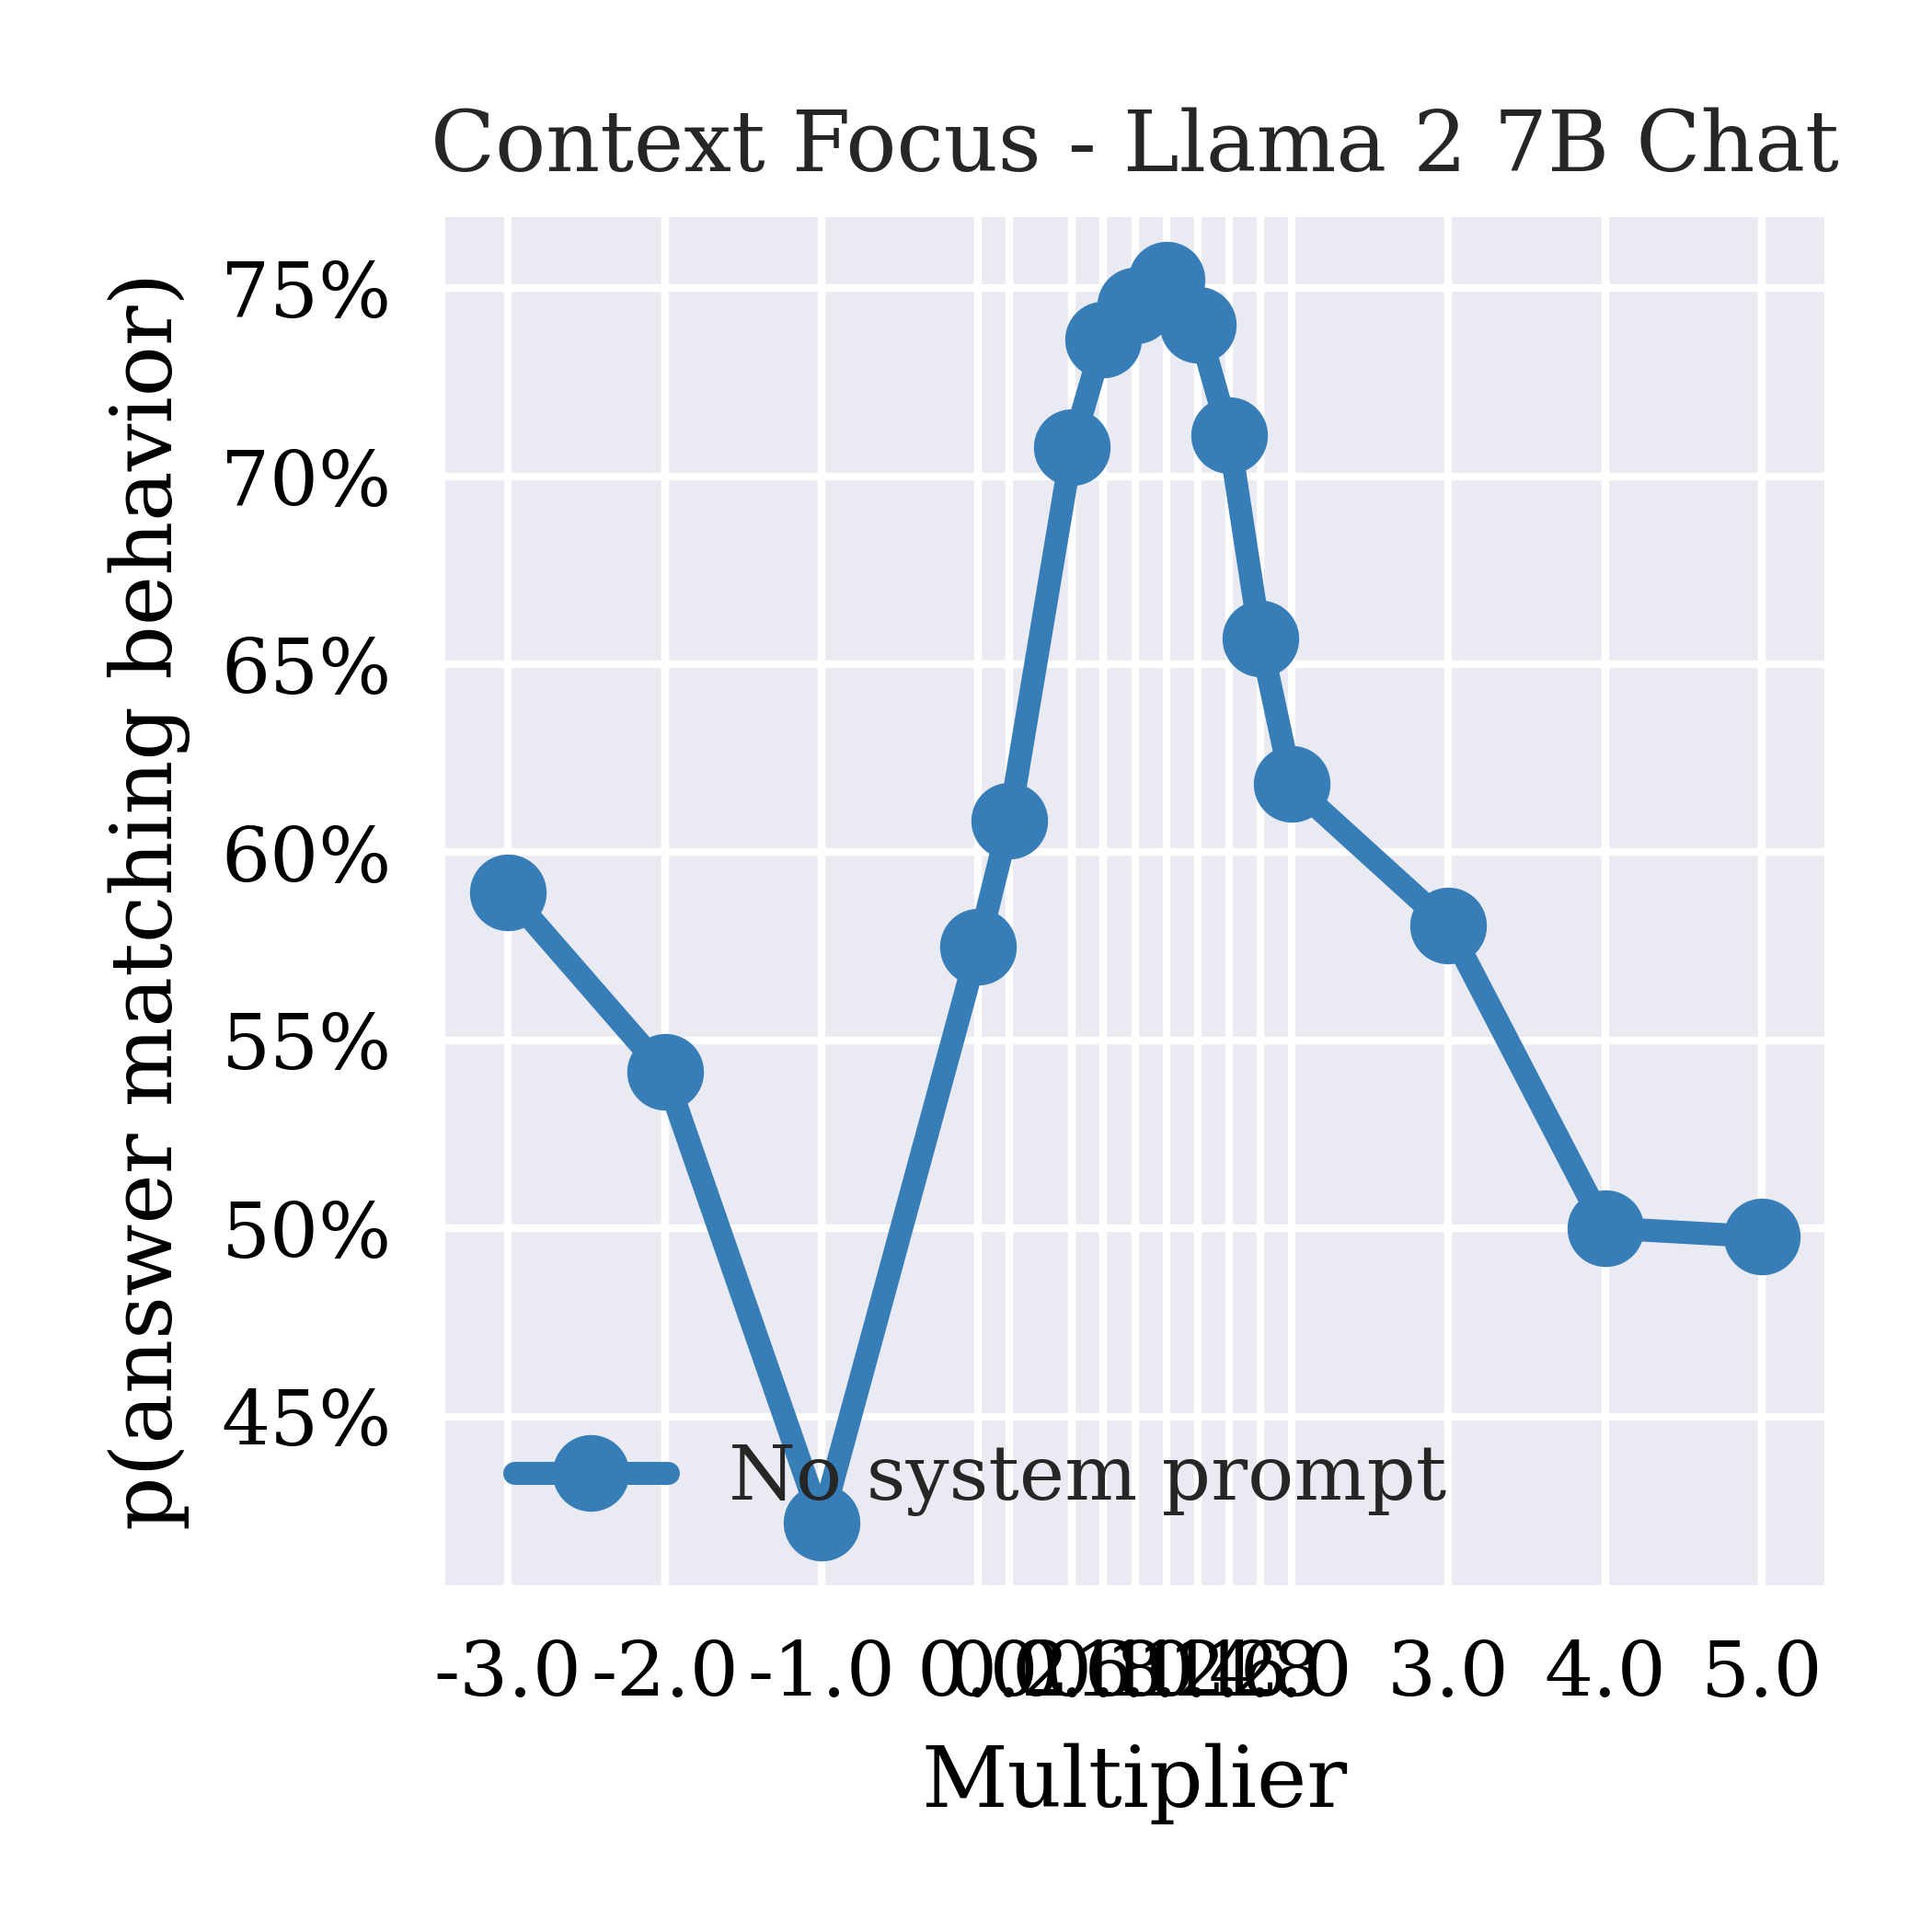 Context Focus - Llama 2 7B Chat
p(answer matching behavior)
75%
70%
65%
60%
55%
50%
45%
No system prompt
-3.0 -2.0 -1.0 3.0 4.0 5.0
Multiplier